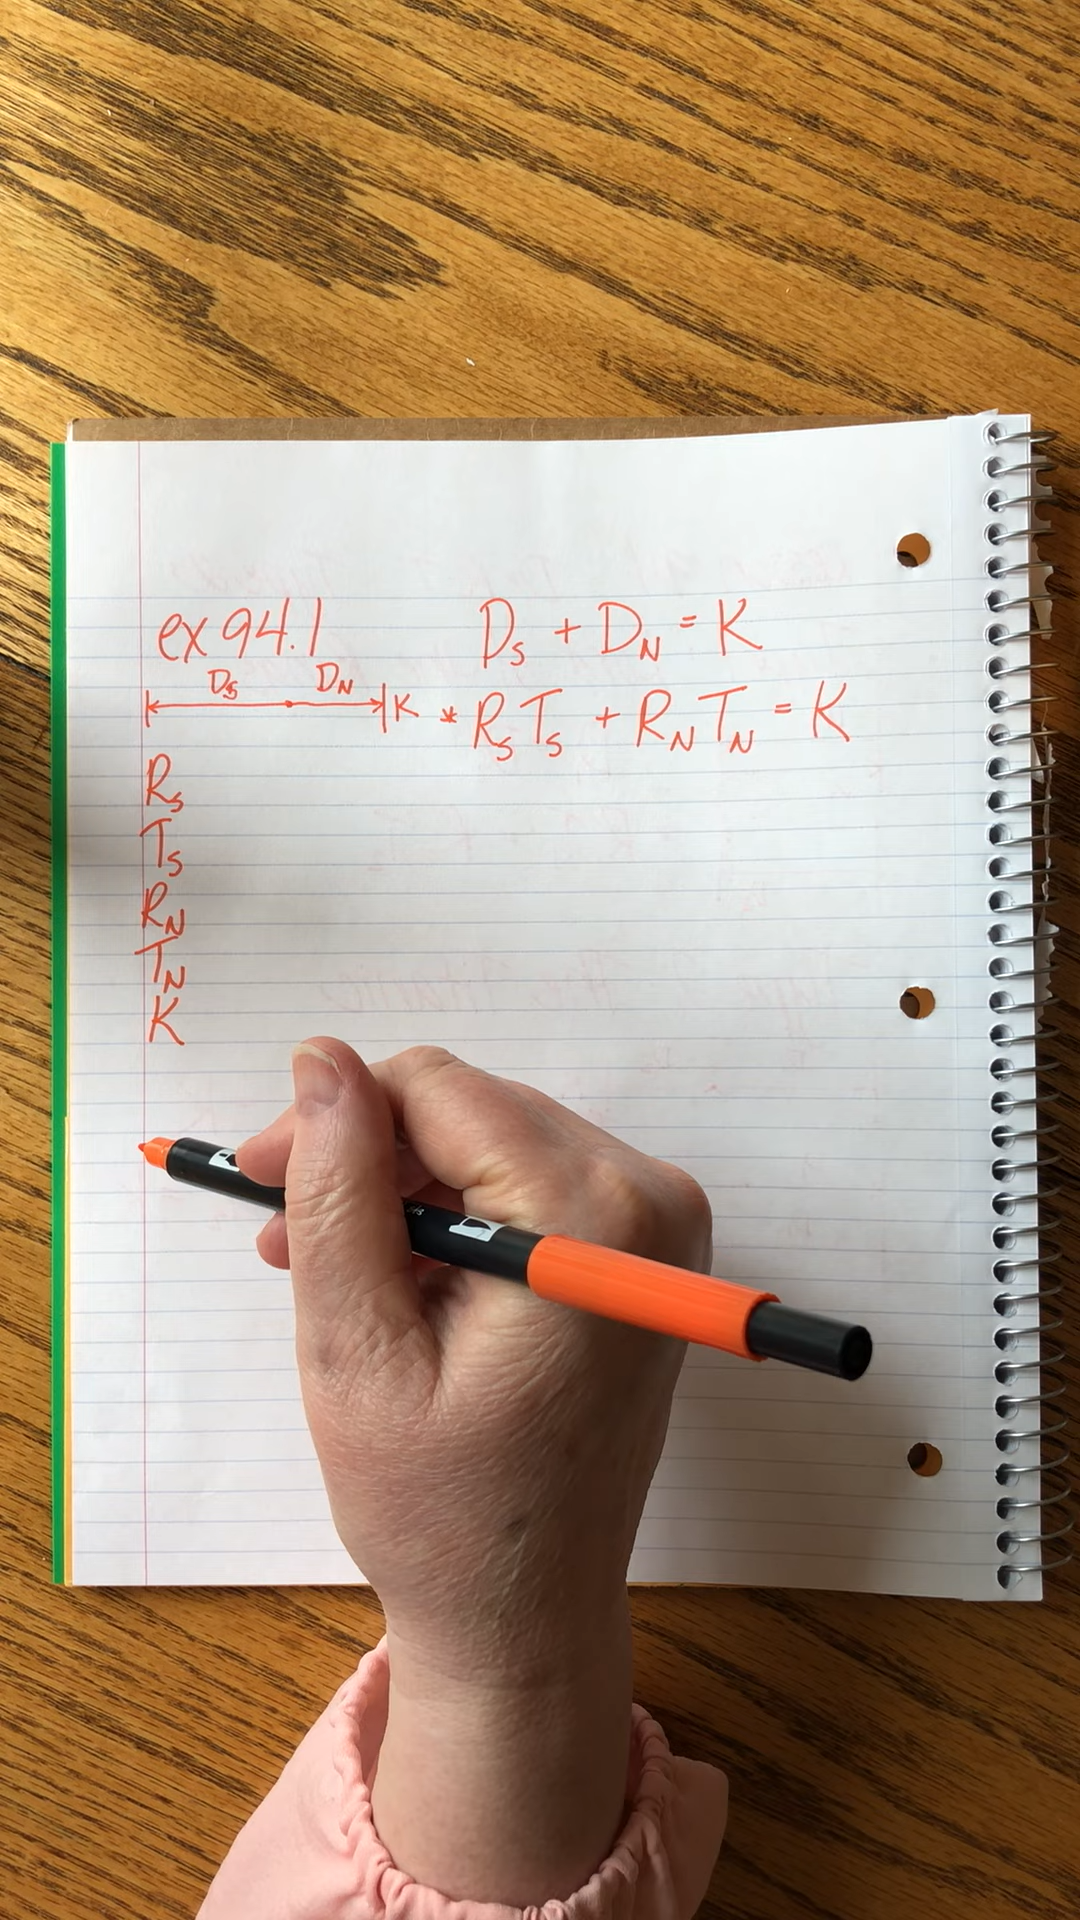 ex 94.1 D_S + D_N = K
D_S D_N
K * R_S T_S + R_N T_N = K
R_S
T_S
R_N
T_N
K